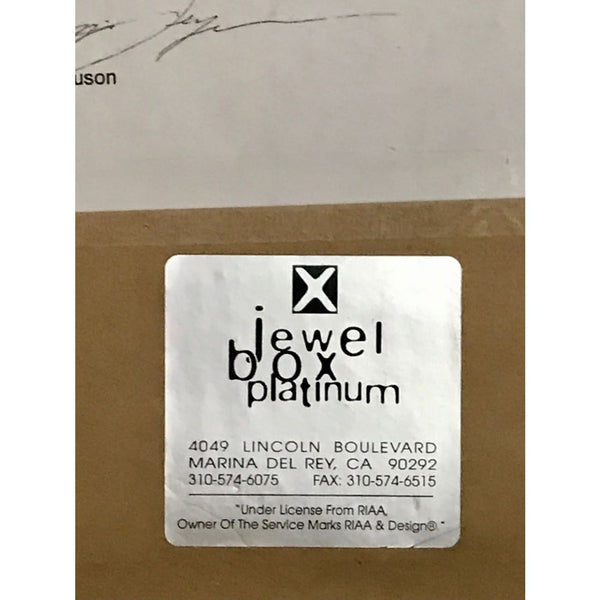 uson
X
jewel
box
platinum
4049 LINCOLN BOULEVARD
MARINA DEL REY, CA 90292
310-574-6075 FAX: 310-574-6515
"Under License From RIAA,
Owner Of The Service Marks RIAA & Design®."